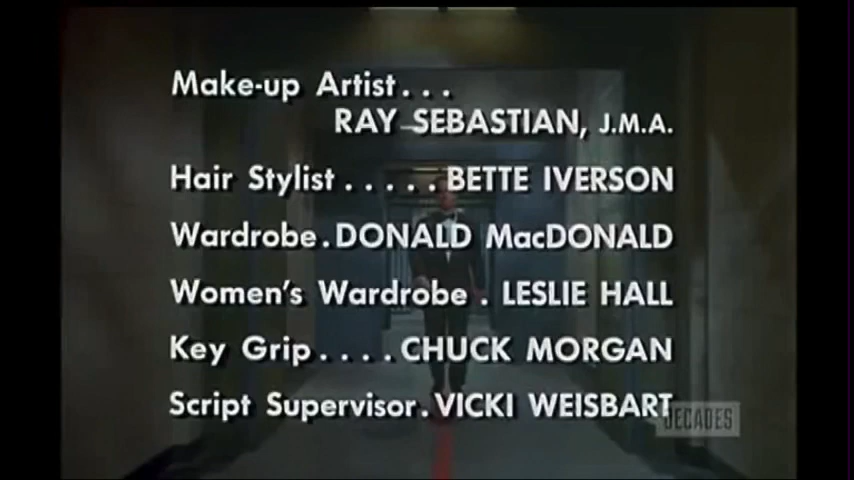 Make-up Artist...
RAY SEBASTIAN, J.M.A.
Hair Stylist.....BETTE IVERSON
Wardrobe.DONALD MacDONALD
Women's Wardrobe . LESLIE HALL
Key Grip....CHUCK MORGAN
Script Supervisor.VICKI WEISBART
DECADES